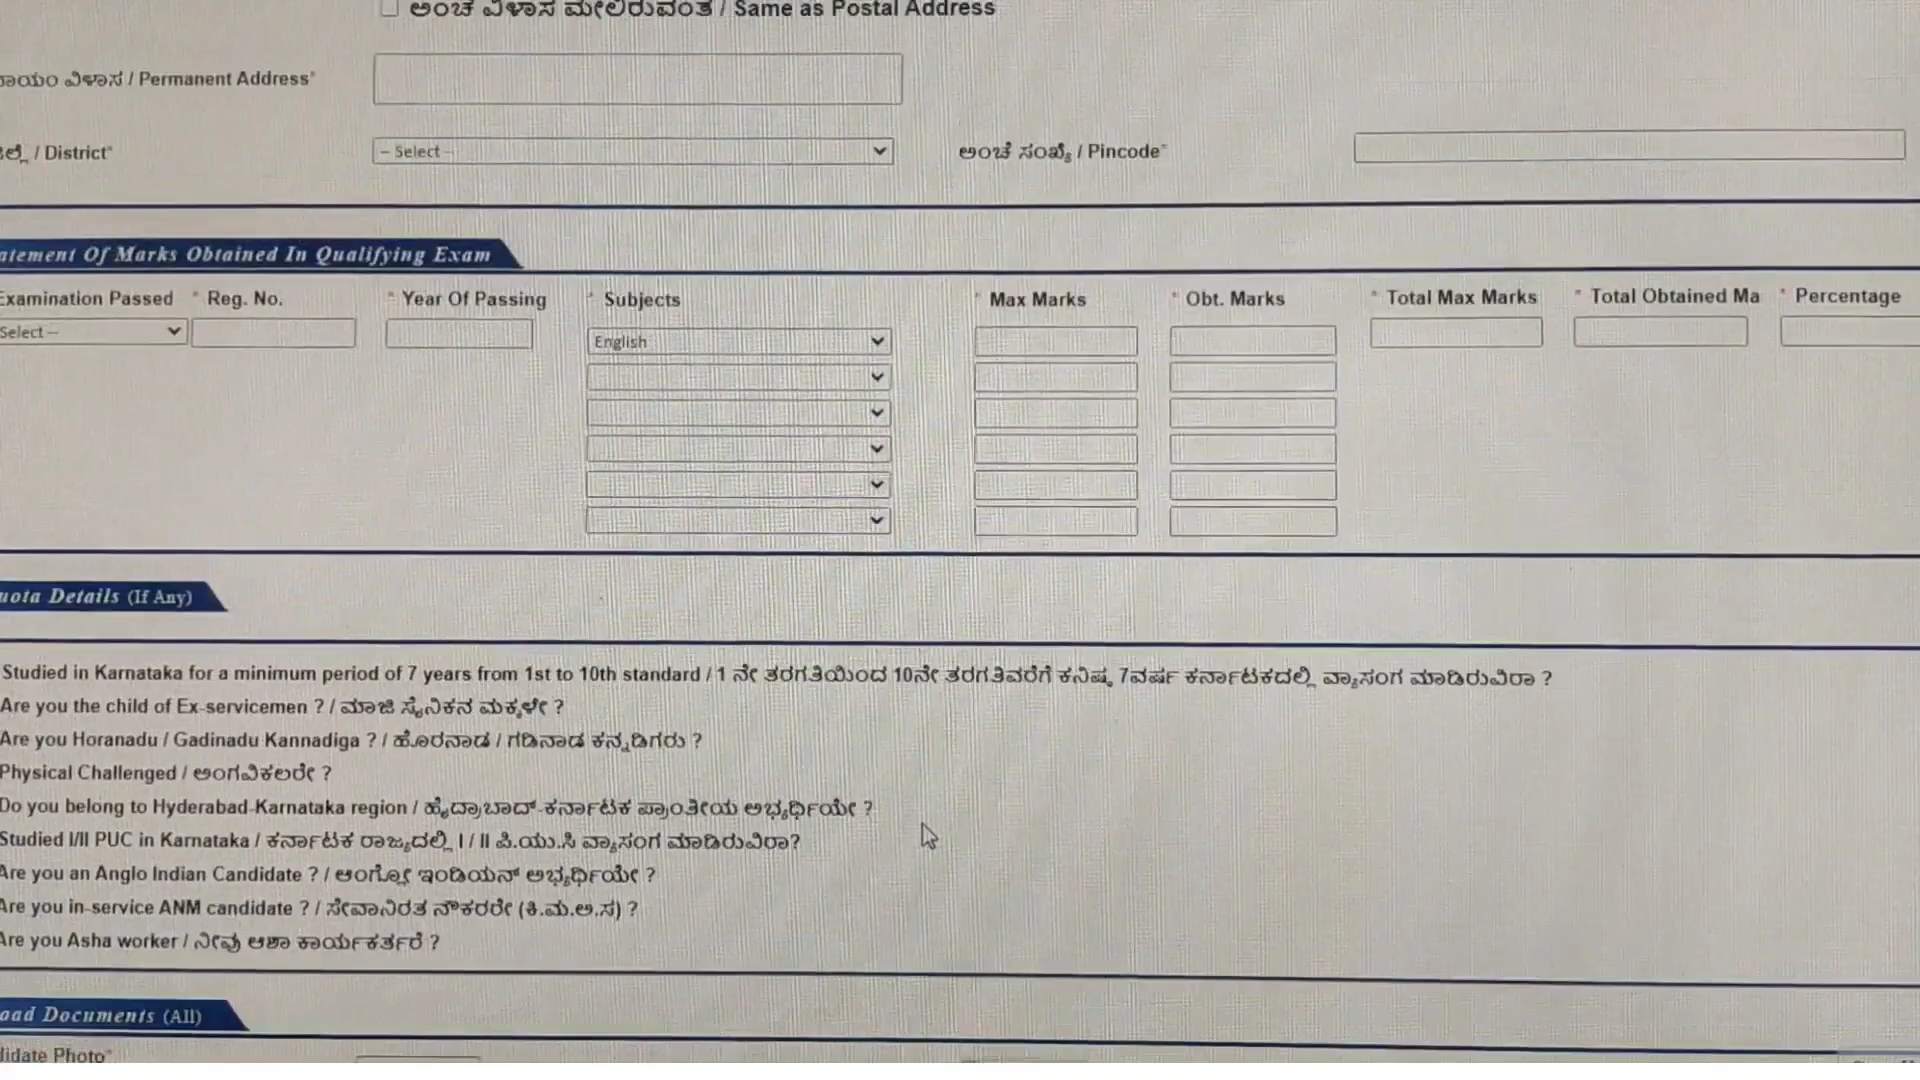 ಅಂಚೆ ವಿಳಾಸ ಮೇಲಿರುವಂತೆ / Same as Postal Address
ವಿಳಾಸ / Permanent Address*
/ District*
-- Select --
ಅಂಚೆ ಸಂಖ್ಯೆ / Pincode*
Of Marks Obtained In Qualifying Exam
Examination Passed * Reg. No. * Year Of Passing * Subjects * Max Marks * Obt. Marks * Total Max Marks * Total Obtained Ma * Percentage
Select --
English
Details (If Any)
Studied in Karnataka for a minimum period of 7 years from 1st to 10th standard / 1 ನೇ ತರಗತಿಯಿಂದ 10ನೇ ತರಗತಿವರೆಗೆ ಕನಿಷ್ಠ 7ವರ್ಷ ಕರ್ನಾಟಕದಲ್ಲಿ ವ್ಯಾಸಂಗ ಮಾಡಿರುವಿರಾ ?
Are you the child of Ex-servicemen ? / ಮಾಜಿ ಸೈನಿಕನ ಮಕ್ಕಳೇ ?
Are you Horanadu / Gadinadu Kannadiga ? / ಹೊರನಾಡ / ಗಡಿನಾಡ ಕನ್ನಡಿಗರು ?
Physical Challenged / ಅಂಗವಿಕಲರೇ ?
Do you belong to Hyderabad-Karnataka region / ಹೈದ್ರಾಬಾದ್-ಕರ್ನಾಟಕ ಪ್ರಾಂತೀಯ ಅಭ್ಯರ್ಥಿಯೇ ?
Studied I/II PUC in Karnataka / ಕರ್ನಾಟಕ ರಾಜ್ಯದಲ್ಲಿ I / II ಪಿ.ಯು.ಸಿ ವ್ಯಾಸಂಗ ಮಾಡಿರುವಿರಾ?
Are you an Anglo Indian Candidate ? / ಆಂಗ್ಲೋ ಇಂಡಿಯನ್ ಅಭ್ಯರ್ಥಿಯೇ ?
Are you in-service ANM candidate ? / ಸೇವಾನಿರತ ನೌಕರರೇ (ಕಿ.ಮ.ಆ.ಸ) ?
Are you Asha worker / ನೀವು ಆಶಾ ಕಾರ್ಯಕರ್ತರೆ ?
Documents (All)
Photo*